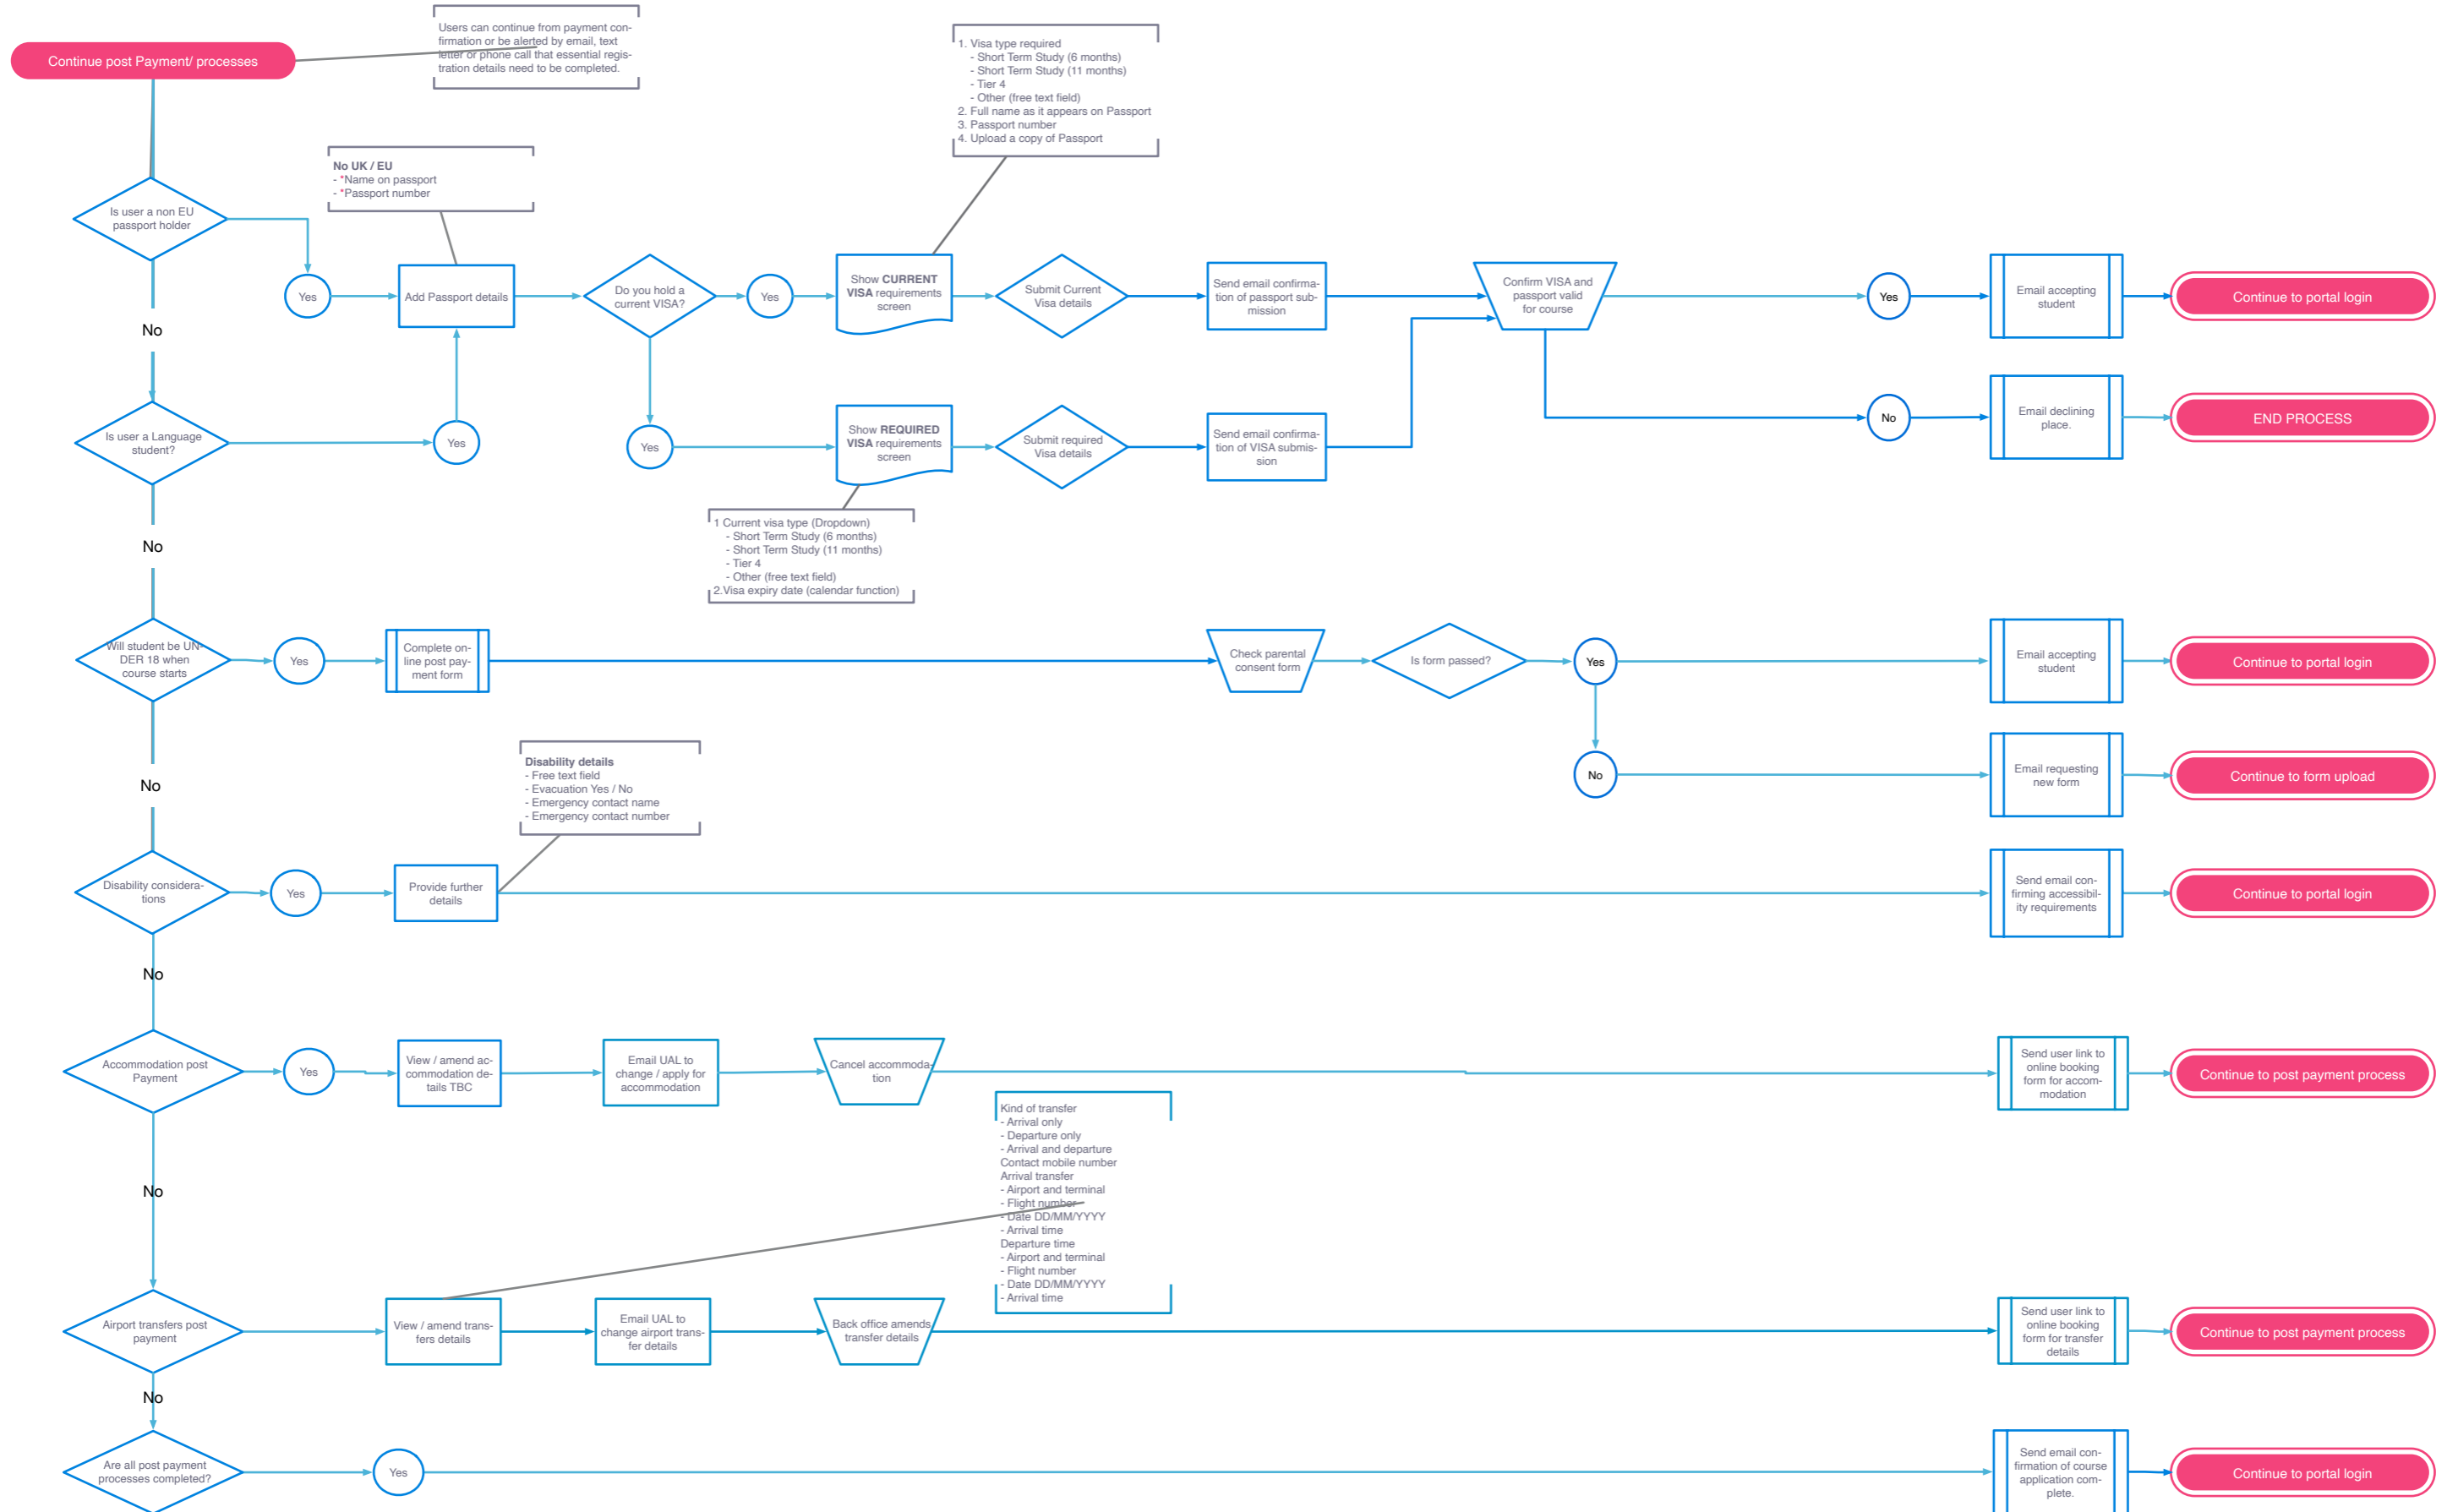 Continue post Payment/ processes
Users can continue from payment con-
firmation or be alerted by email, text
letter or phone call that essential regis-
tration details need to be completed.
1. Visa type required
- Short Term Study (6 months)
- Short Term Study (11 months)
- Tier 4
- Other (free text field)
2. Full name as it appears on Passport
3. Passport number
4. Upload a copy of Passport
No UK / EU
- *Name on passport
- *Passport number
Is user a non EU
passport holder
Yes
Add Passport details
Do you hold a
current VISA?
Yes
Show CURRENT
VISA requirements
screen
Submit Current
Visa details
Send email confirma-
tion of passport sub-
mission
Confirm VISA and
passport valid
for course
Yes
Email accepting
student
Continue to portal login
No
Is user a Language
student?
Yes
Yes
Show REQUIRED
VISA requirements
screen
Submit required
Visa details
Send email confirma-
tion of VISA submis-
sion
No
Email declining
place.
END PROCESS
No
1 Current visa type (Dropdown)
- Short Term Study (6 months)
- Short Term Study (11 months)
- Tier 4
- Other (free text field)
2.Visa expiry date (calendar function)
Will student be UN-
DER 18 when
course starts
Yes
Complete on-
line post pay-
ment form
Check parental
consent form
Is form passed?
Yes
Email accepting
student
Continue to portal login
No
No
Email requesting
new form
Continue to form upload
Disability details
- Free text field
- Evacuation Yes / No
- Emergency contact name
- Emergency contact number
Disability considera-
tions
Yes
Provide further
details
Send email con-
firming accessibil-
ity requirements
Continue to portal login
No
Accommodation post
Payment
Yes
View / amend ac-
commodation de-
tails TBC
Email UAL to
change / apply for
accommodation
Cancel accommoda-
tion
Send user link to
online booking
form for accom-
modation
Continue to post payment process
Kind of transfer
- Arrival only
- Departure only
- Arrival and departure
Contact mobile number
Arrival transfer
- Airport and terminal
- Flight number
- Date DD/MM/YYYY
- Arrival time
Departure time
- Airport and terminal
- Flight number
- Date DD/MM/YYYY
- Arrival time
No
Airport transfers post
payment
View / amend trans-
fers details
Email UAL to
change airport trans-
fer details
Back office amends
transfer details
Send user link to
online booking
form for transfer
details
Continue to post payment process
No
Are all post payment
processes completed?
Yes
Send email con-
firmation of course
application com-
plete.
Continue to portal login